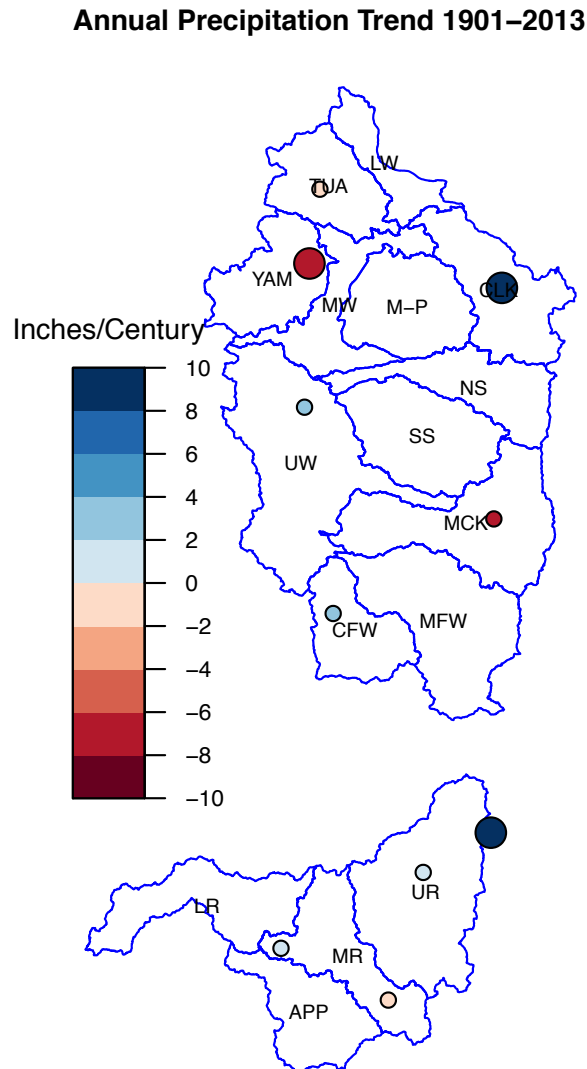 Annual Precipitation Trend 1901–2013
LW
TUA
YAM
CLK
MW
M−P
Inches/Century
10
8
6
4
2
0
−2
−4
−6
−8
−10
NS
SS
UW
MCK
CFW
MFW
UR
LR
MR
APP